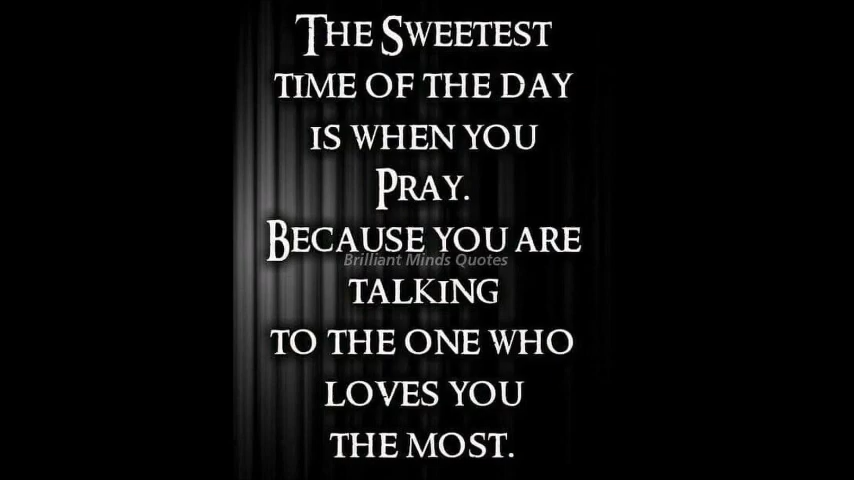 The Sweetest
time of the day
is when you
Pray.
Because you are
Brilliant Minds Quotes
talking
to the one who
loves you
the most.